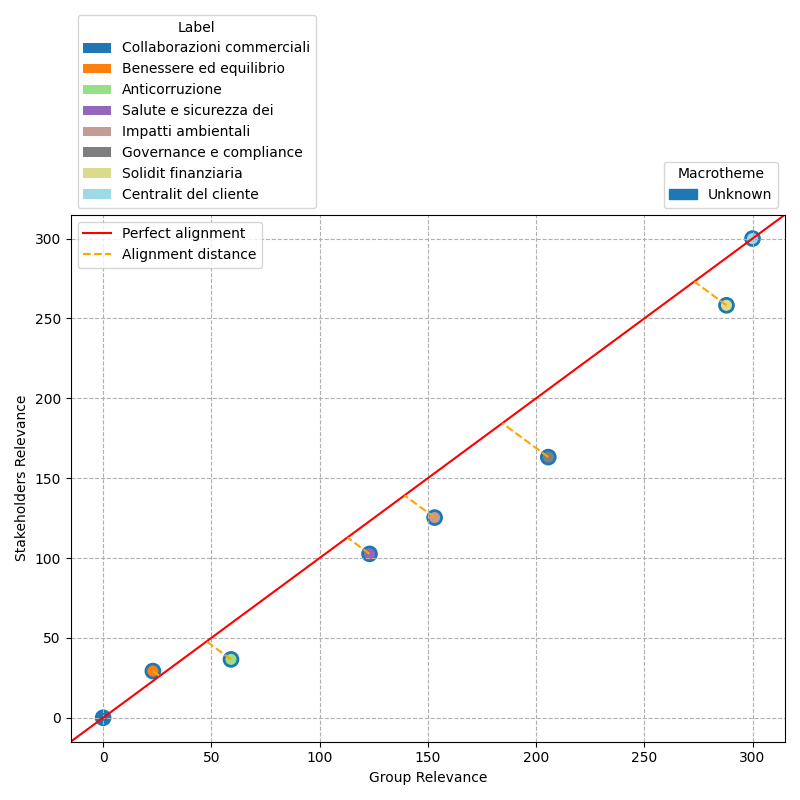 Label
Collaborazioni commerciali
Benessere ed equilibrio
Anticorruzione
Salute e sicurezza dei
Impatti ambientali
Governance e compliance
Solidit finanziaria
Centralit del cliente
Macrotheme
Unknown
Perfect alignment
Alignment distance
300
250
200
150
100
50
0
Stakeholders Relevance
0 50 100 150 200 250 300
Group Relevance